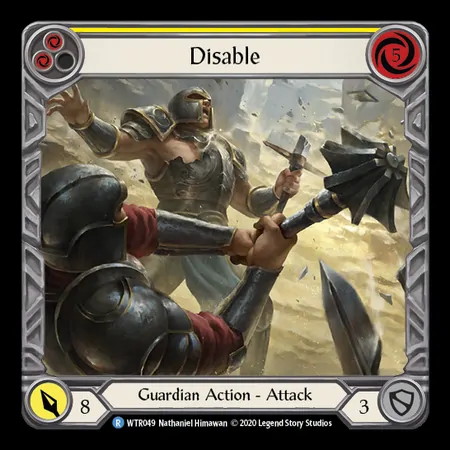 Disable
5
Guardian Action - Attack
8
3
R WTR049 Nathaniel Himawan © 2020 Legend Story Studios